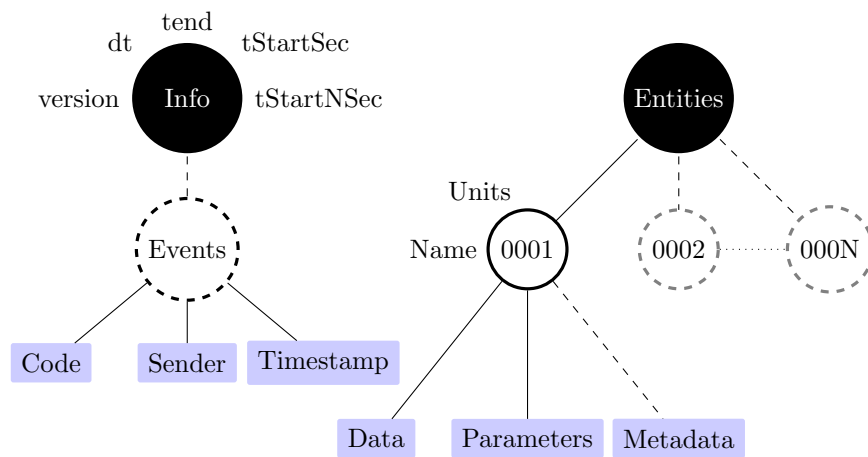 tend
dt
tStartSec
version
Info
tStartNSec
Entities
Units
Events
Name
0001
0002
000N
Code
Sender
Timestamp
Data
Parameters
Metadata